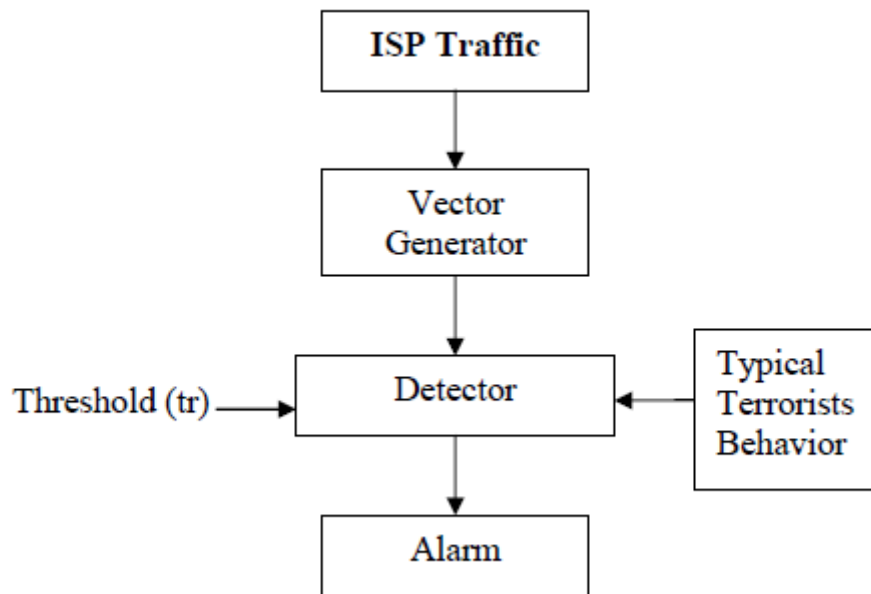 ISP Traffic
Vector
Generator
Threshold (tr)
Detector
Typical
Terrorists
Behavior
Alarm